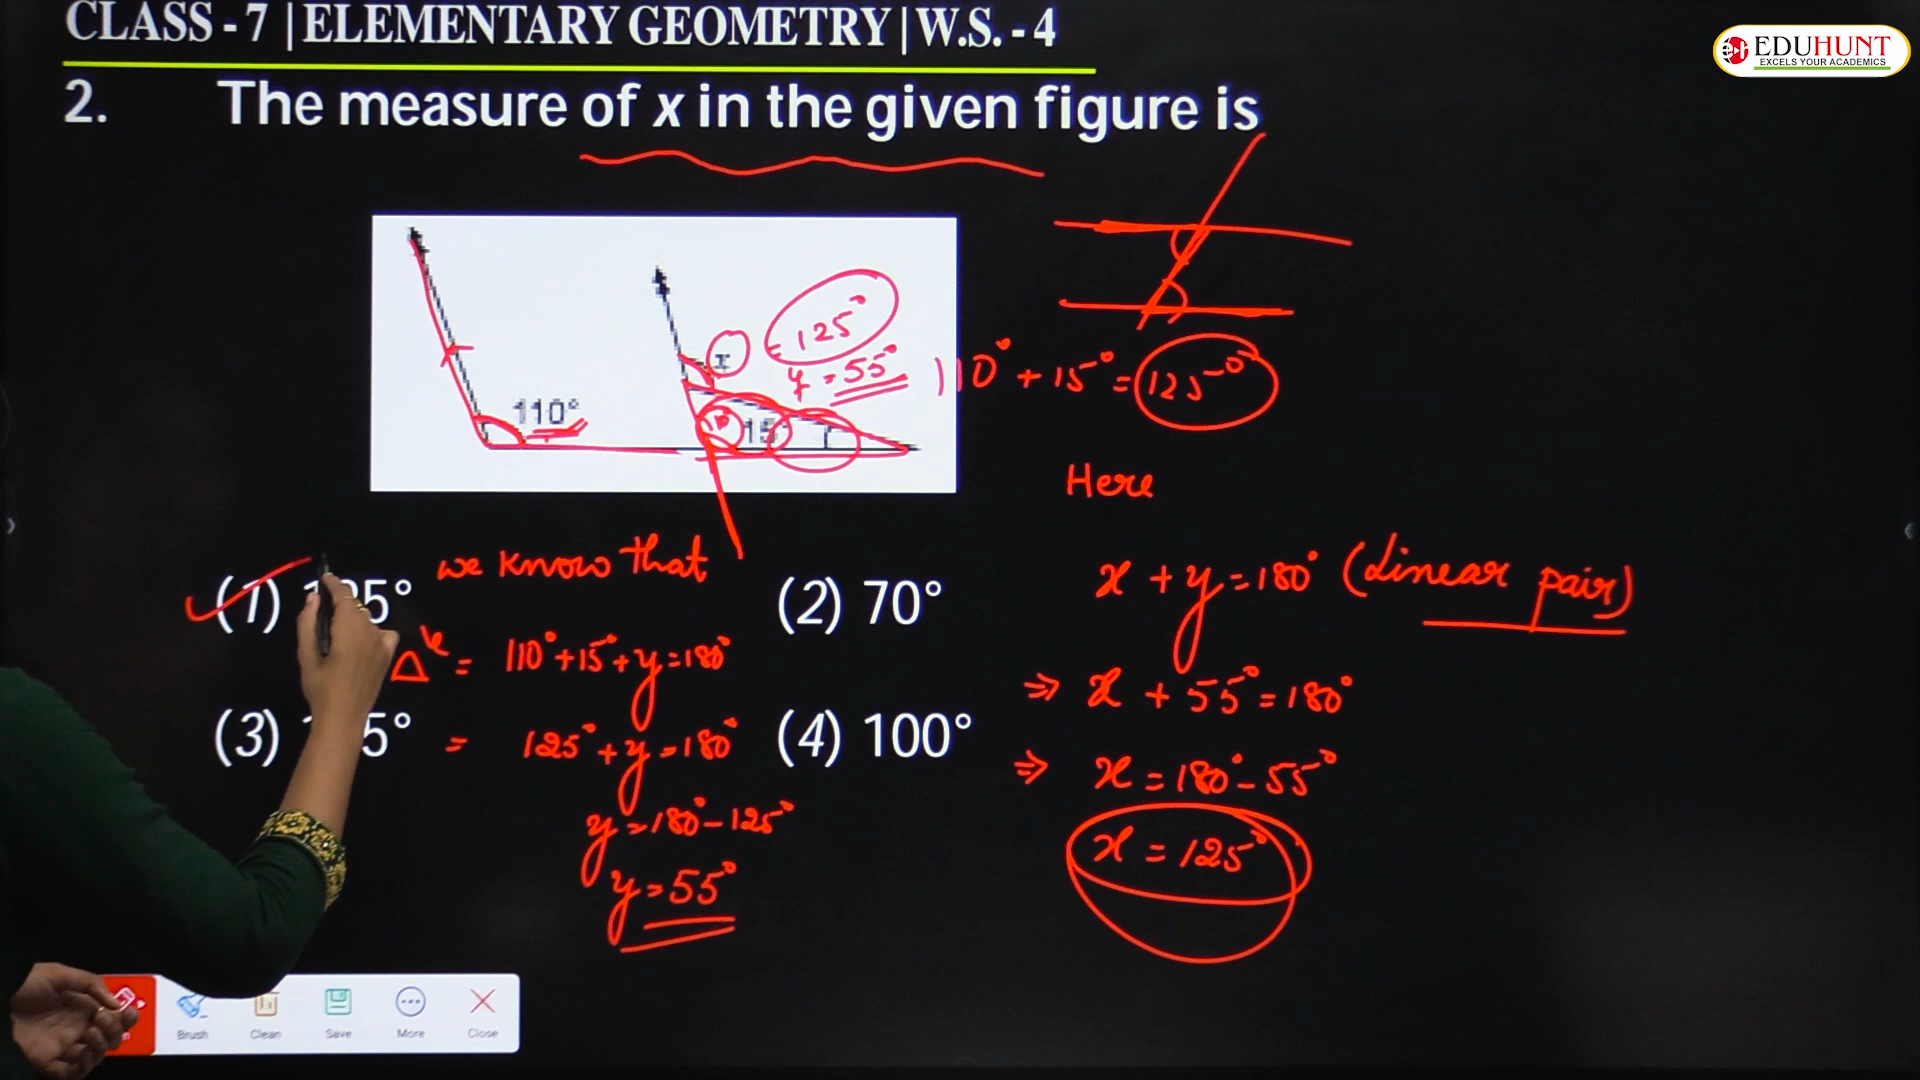 CLASS - 7 | ELEMENTARY GEOMETRY | W.S. - 4
EDUHUNT
EXCELS YOUR ACADEMICS
2. The measure of x in the given figure is
125°
x
y = 55°
110° + 15° = 125°
110°
110
15
Here
(1) 5°
we know that
(2) 70°
x + y = 180° (Linear pair)
= 110° + 15° + y = 180°
⇒ x + 55° = 180°
(3) 5°
= 125° + y = 180°
(4) 100°
⇒ x = 180° - 55°
y = 180° - 125°
x = 125°
y = 55°
Brush
Clean
Save
More
Close